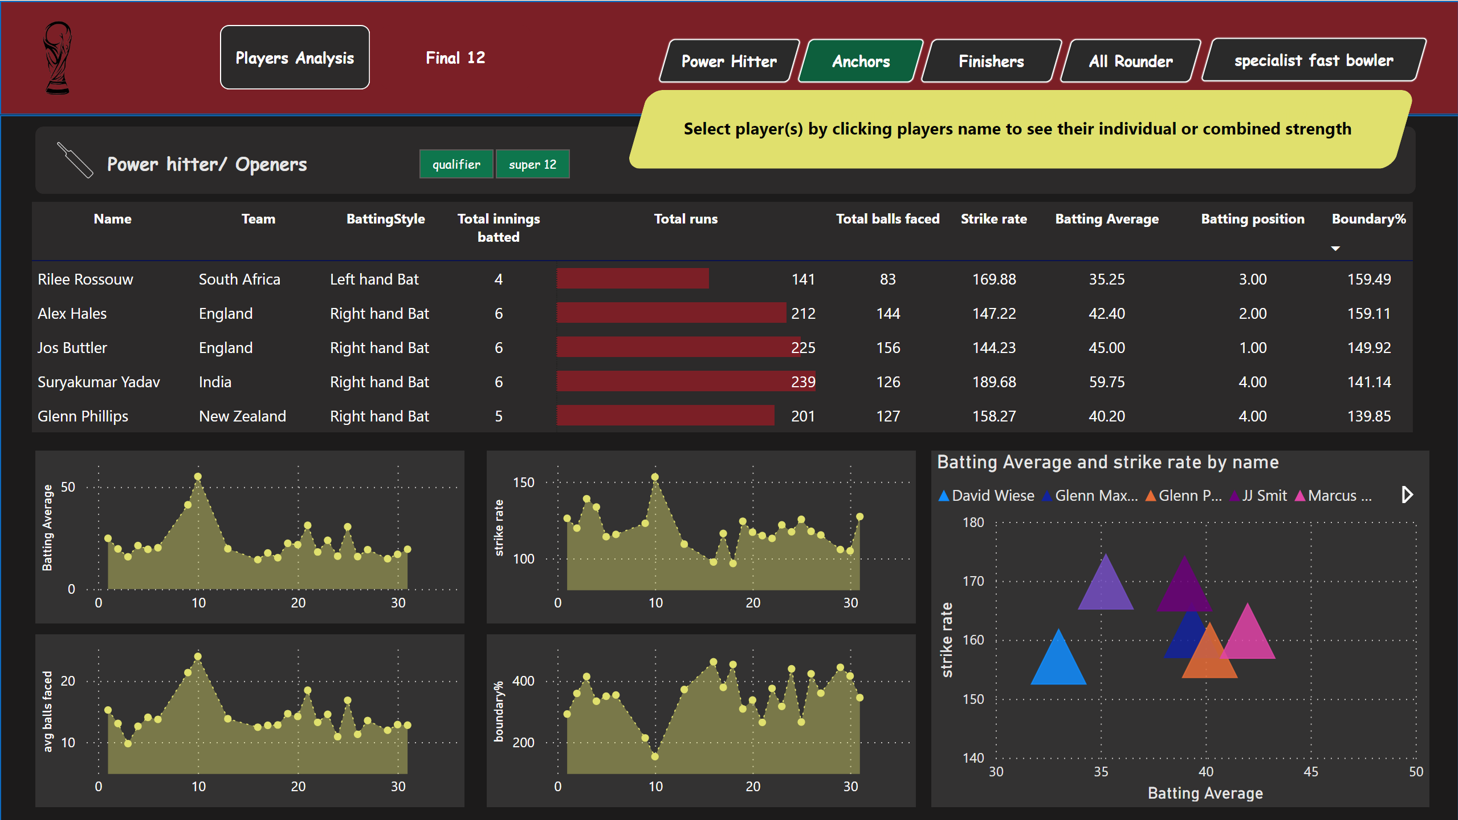 Players Analysis
Final 12
Power Hitter
Anchors
Finishers
All Rounder
specialist fast bowler
Select player(s) by clicking players name to see their individual or combined strength
Power hitter/ Openers
qualifier
super 12
Name Team BattingStyle Total innings batted Total runs Total balls faced Strike rate Batting Average Batting position Boundary%
Rilee Rossouw South Africa Left hand Bat 4 141 83 169.88 35.25 3.00 159.49
Alex Hales England Right hand Bat 6 212 144 147.22 42.40 2.00 159.11
Jos Buttler England Right hand Bat 6 225 156 144.23 45.00 1.00 149.92
Suryakumar Yadav India Right hand Bat 6 239 126 189.68 59.75 4.00 141.14
Glenn Phillips New Zealand Right hand Bat 5 201 127 158.27 40.20 4.00 139.85
Batting Average
50
0
0 10 20 30
strike rate
150
100
0 10 20 30
avg balls faced
20
10
0 10 20 30
boundary%
400
200
0 10 20 30
Batting Average and strike rate by name
David Wiese Glenn Max... Glenn P... JJ Smit Marcus ...
strike rate
180
170
160
150
140
30 35 40 45 50
Batting Average